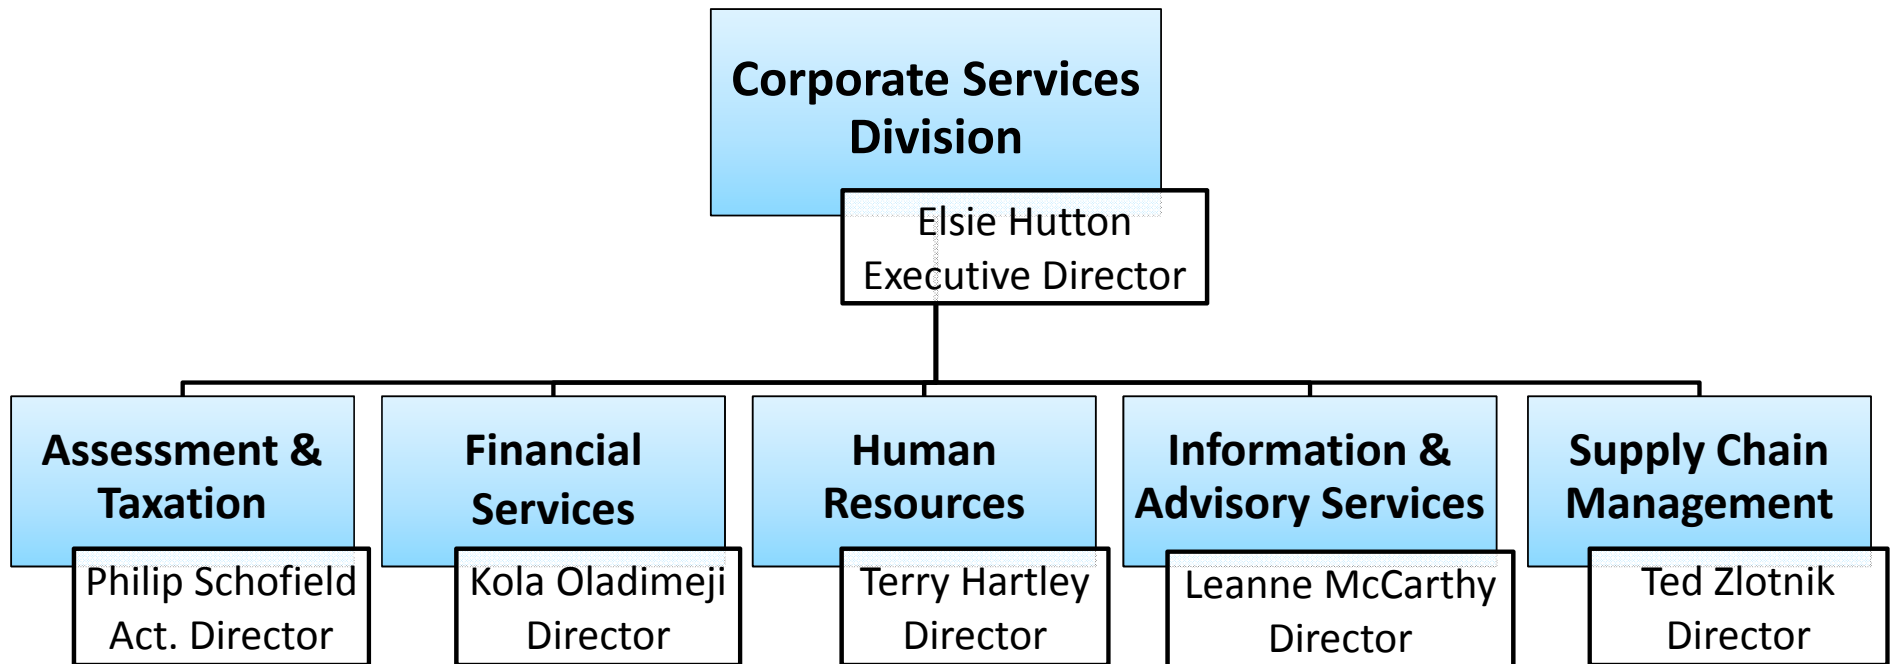 Corporate Services
Division
Elsie Hutton
Executive Director
Assessment &
Taxation
Philip Schofield
Act. Director
Financial
Services
Kola Oladimeji
Director
Human
Resources
Terry Hartley
Director
Information &
Advisory Services
Leanne McCarthy
Director
Supply Chain
Management
Ted Zlotnik
Director